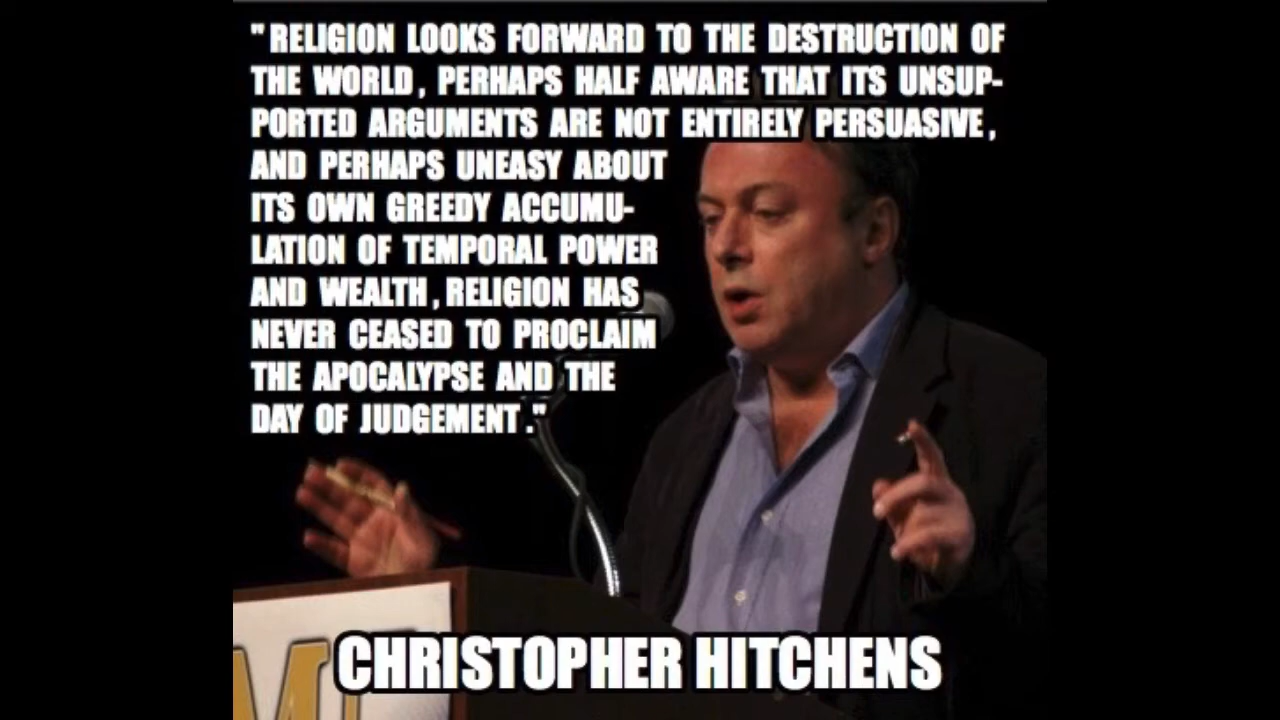 "RELIGION LOOKS FORWARD TO THE DESTRUCTION OF
THE WORLD, PERHAPS HALF AWARE THAT ITS UNSUP-
PORTED ARGUMENTS ARE NOT ENTIRELY PERSUASIVE,
AND PERHAPS UNEASY ABOUT
ITS OWN GREEDY ACCUMU-
LATION OF TEMPORAL POWER
AND WEALTH, RELIGION HAS
NEVER CEASED TO PROCLAIM
THE APOCALYPSE AND THE
DAY OF JUDGEMENT."
CHRISTOPHER HITCHENS